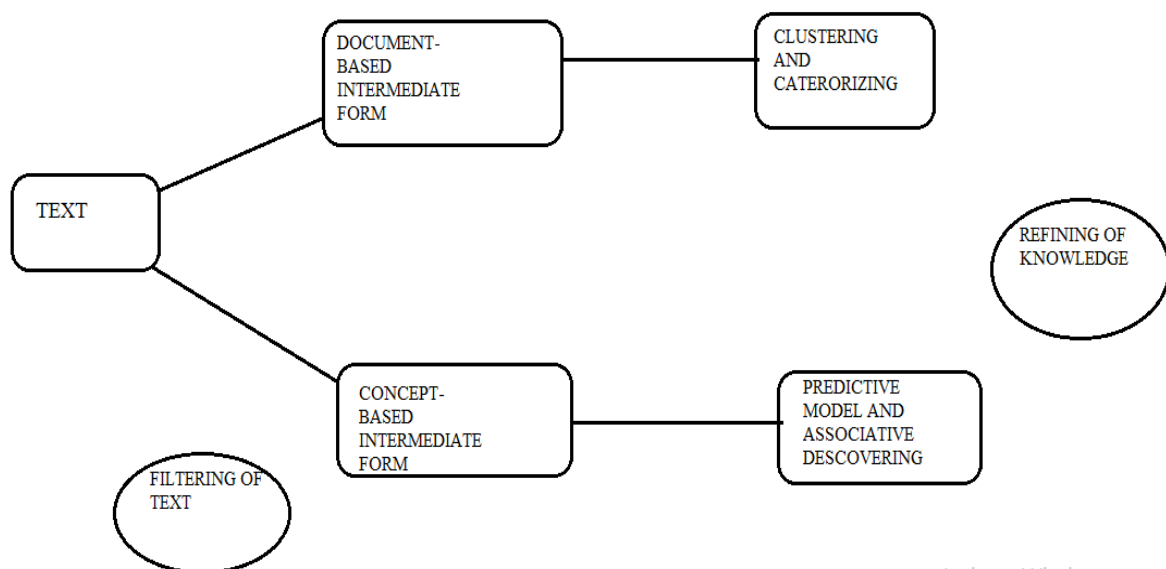 DOCUMENT-
BASED
INTERMEDIATE
FORM
CLUSTERING
AND
CATERORIZING
TEXT
REFINING OF
KNOWLEDGE
CONCEPT-
BASED
INTERMEDIATE
FORM
PREDICTIVE
MODEL AND
ASSOCIATIVE
DESCOVERING
FILTERING OF
TEXT